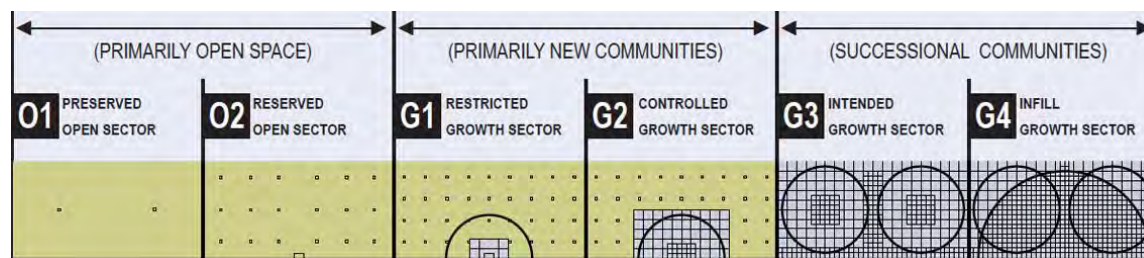 (PRIMARILY OPEN SPACE)
(PRIMARILY NEW COMMUNITIES)
(SUCCESSIONAL COMMUNITIES)
O1 PRESERVED
OPEN SECTOR
O2 RESERVED
OPEN SECTOR
G1 RESTRICTED
GROWTH SECTOR
G2 CONTROLLED
GROWTH SECTOR
G3 INTENDED
GROWTH SECTOR
G4 INFILL
GROWTH SECTOR